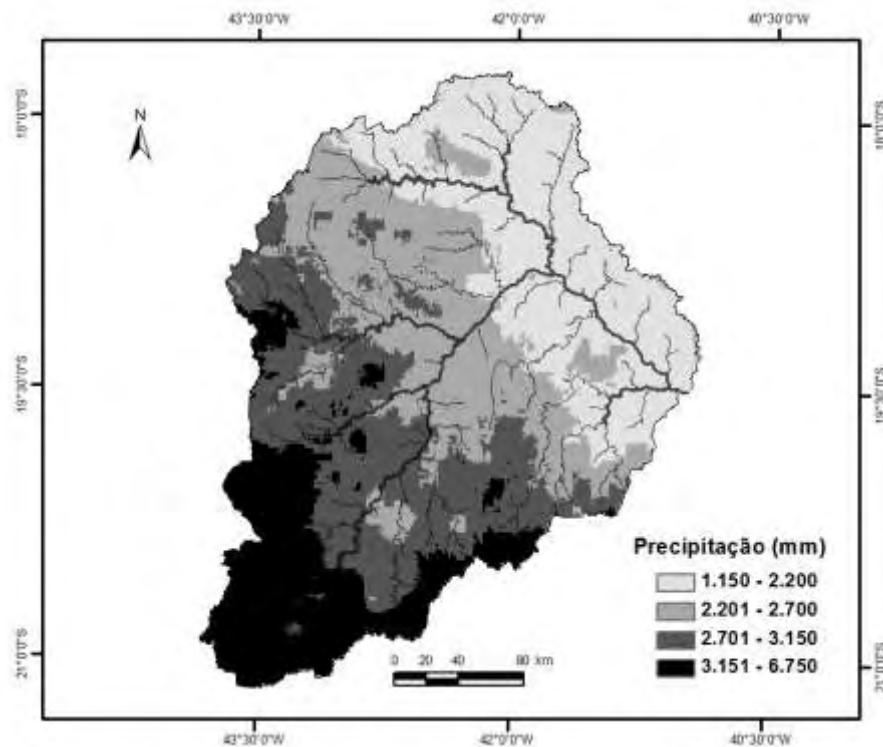 43°30'0"W 42°0'0"W 40°30'0"W
N
18°0'0"S 18°0'0"S
19°30'0"S 19°30'0"S
Precipitação (mm)
1.150 - 2.200
2.201 - 2.700
2.701 - 3.150
3.151 - 6.750
21°0'0"S 21°0'0"S
0 20 40 80 km
43°30'0"W 42°0'0"W 40°30'0"W